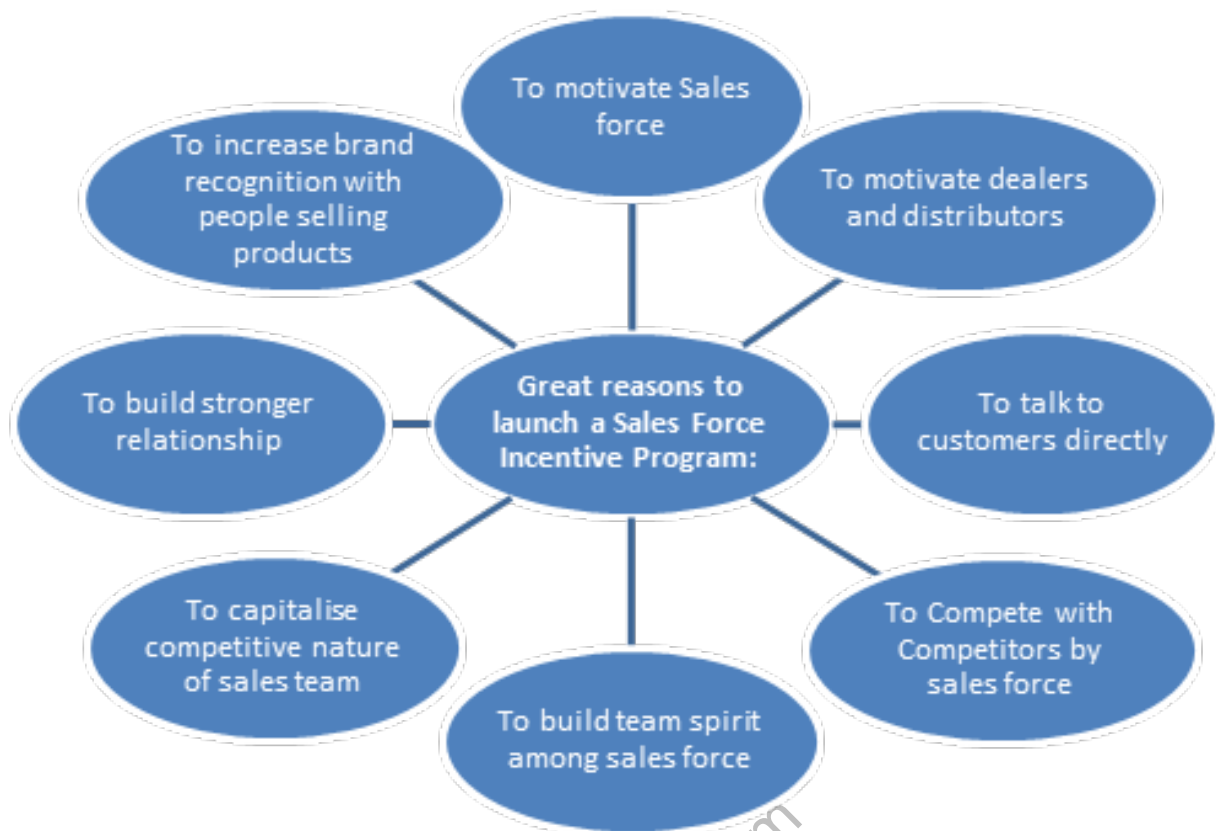 To motivate Sales
force
To motivate dealers
and distributors
To talk to
customers directly
To Compete with
Competitors by
sales force
To build team spirit
among sales force
To capitalise
competitive nature
of sales team
To build stronger
relationship
To increase brand
recognition with
people selling
products
Great reasons to
launch a Sales Force
Incentive Program: